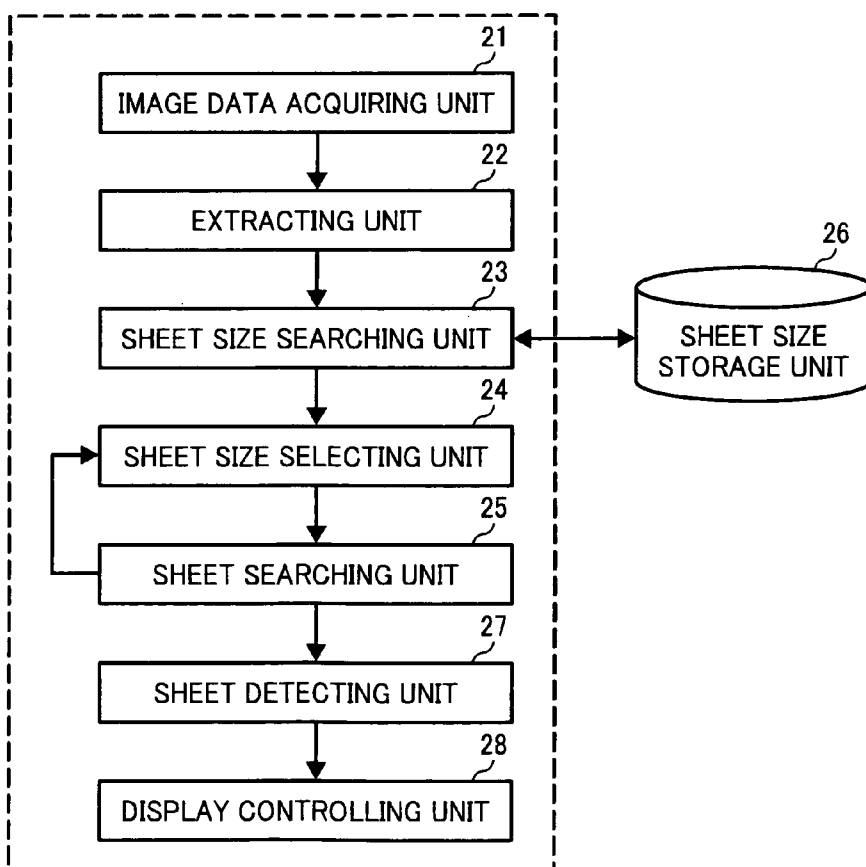 21
IMAGE DATA ACQUIRING UNIT
22
EXTRACTING UNIT
23
SHEET SIZE SEARCHING UNIT
26
SHEET SIZE
STORAGE UNIT
24
SHEET SIZE SELECTING UNIT
25
SHEET SEARCHING UNIT
27
SHEET DETECTING UNIT
28
DISPLAY CONTROLLING UNIT